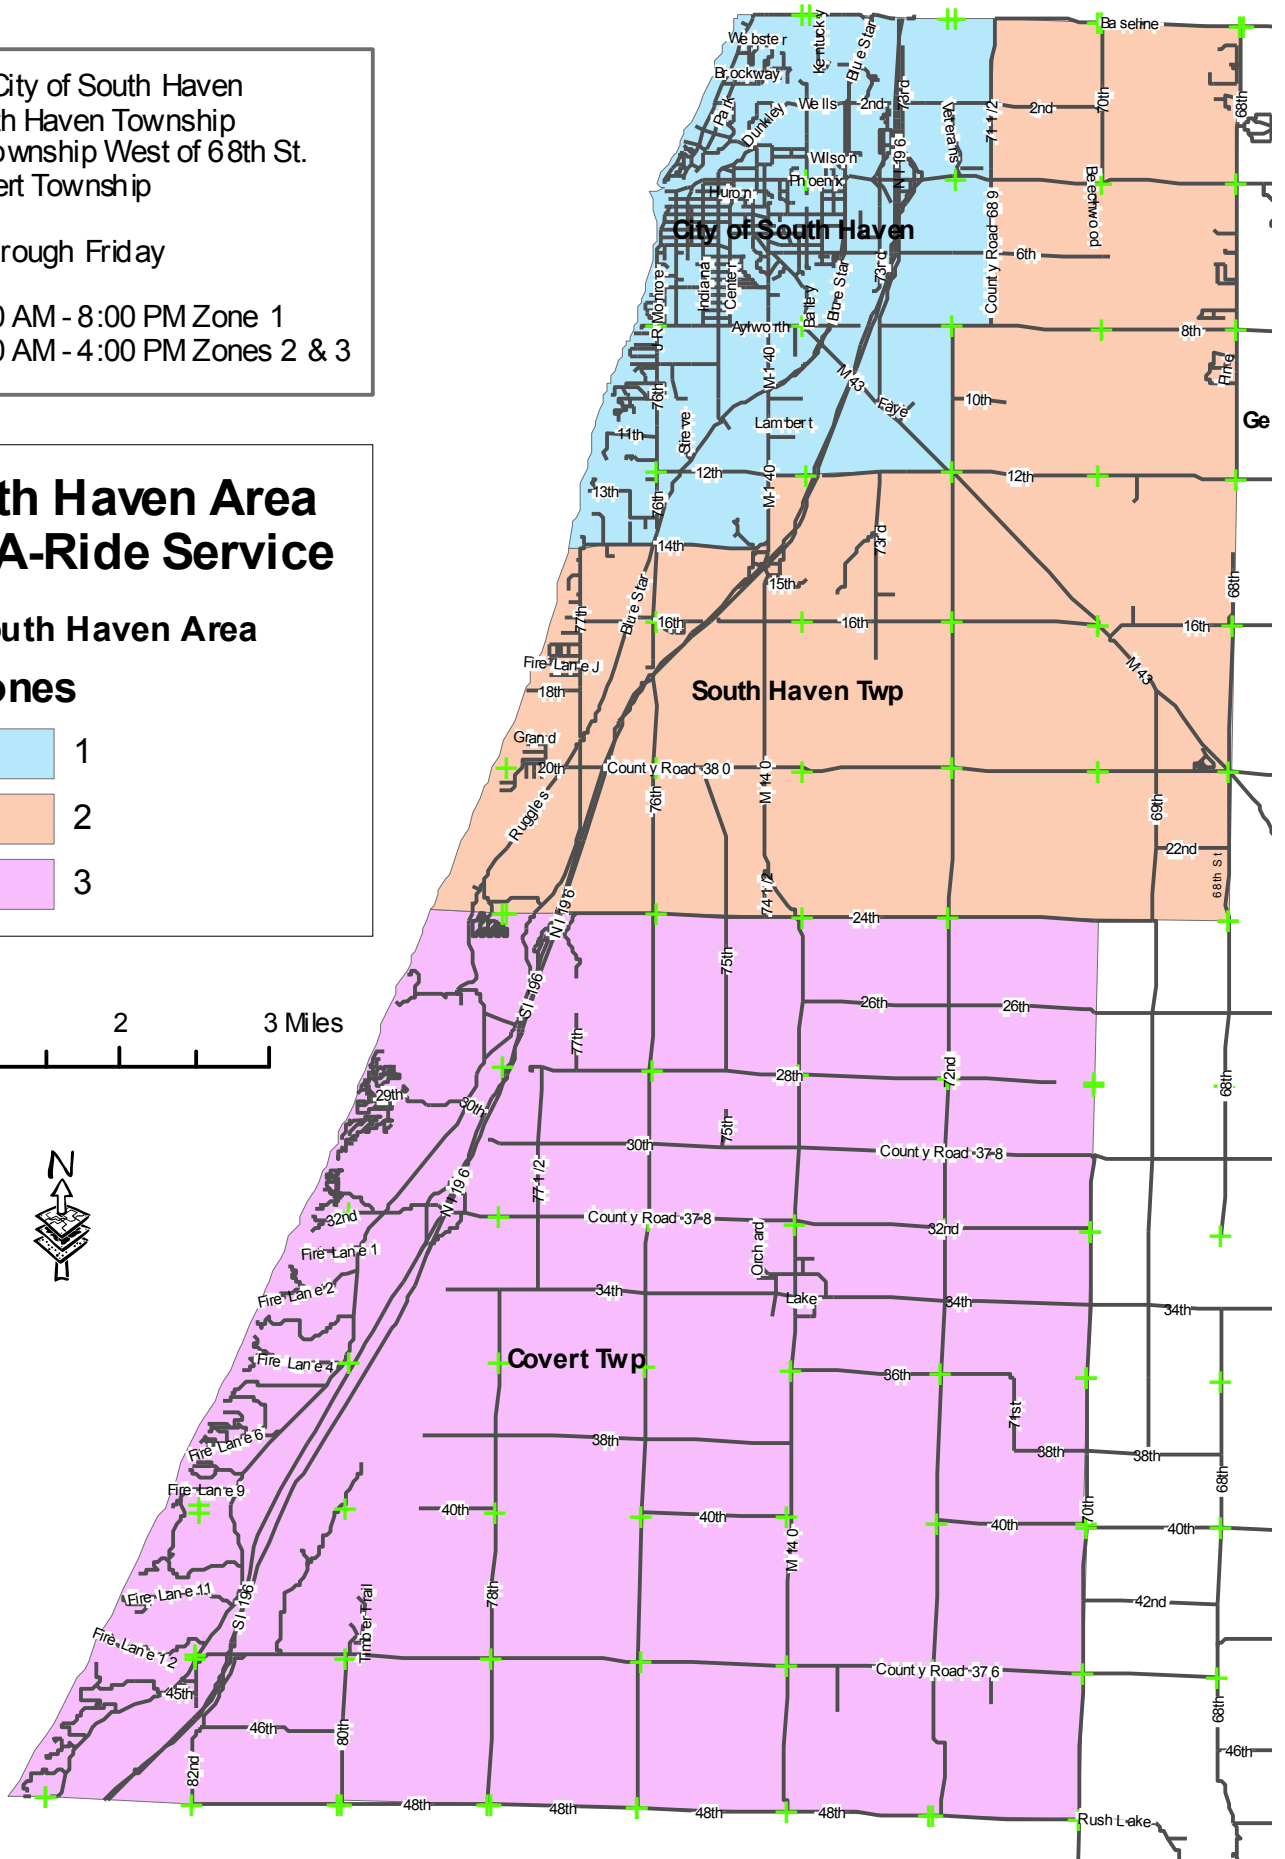 City of South Haven
th Haven Township
ownship West of 68th St.
ert Township
rough Friday
0 AM - 8:00 PM Zone 1
0 AM - 4:00 PM Zones 2 & 3
th Haven Area
A-Ride Service
outh Haven Area
ones
1
2
3
2
3 Miles
N
Baseline
Webster
Kentucky
Blue Star
Brockway
Park
Dunkley
Wells
2nd
73rd
Veterans
71 1/2
2nd
70th
68th
Wilson
N I 196
Phoenix
Huron
Beechwood
City of South Haven
County Road 689
6th
J R Monroe
Indiana
Center
Bailey
Blue Star
73rd
Aylworth
8th
M-140
M 43
Pine
76th
Faye
10th
Ge
11th
Steve
Lambert
12th
12th
13th
76th
M-140
14th
73rd
15th
68th
Blue Star
77th
16th
16th
16th
Fire Lane J
M 43
18th
South Haven Twp
Grand
20th
County Road 380
M 140
76th
69th
Ruggles
22nd
68th St
74 1/2
N I 196
24th
75th
S I 196
26th
26th
77th
28th
72nd
68th
29th
30th
75th
30th
County Road 378
77 1/2
N I 196
32nd
County Road 378
32nd
Orchard
Fire Lane 1
Fire Lane 2
34th
Lake
34th
34th
Fire Lane 4
Covert Twp
36th
71st
Fire Lane 6
38th
38th
38th
68th
Fire Lane 9
40th
40th
40th
70th
40th
M 140
Fire Lane 11
S I 196
78th
Timber Trail
42nd
Fire Lane 12
County Road 376
45th
68th
46th
80th
46th
82nd
48th
48th
48th
48th
Rush Lake